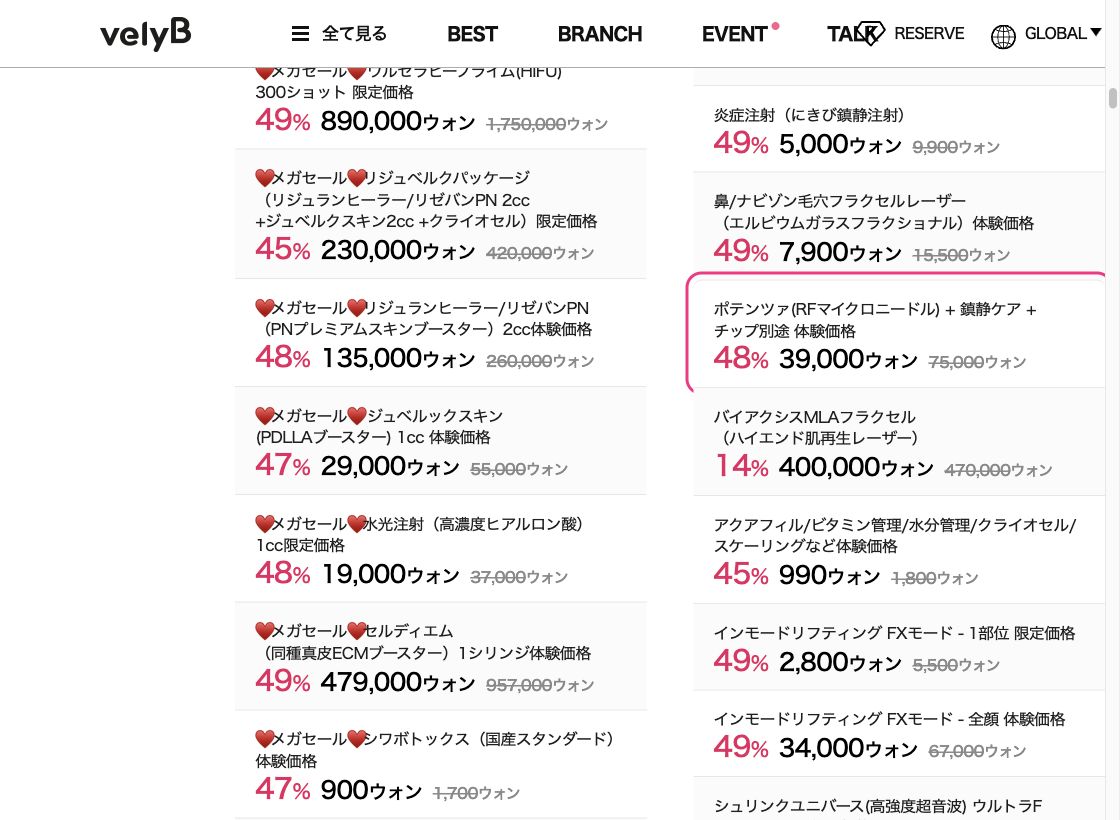 velyB
全て見る
BEST
BRANCH
EVENT
TALK
RESERVE
GLOBAL
❤️メガセール❤️ウルセラピープライム(HIFU)
300ショット 限定価格
49% 890,000ウォン 1,750,000ウォン
❤️メガセール❤️リジュベルクパッケージ
（リジュランヒーラー/リゼバンPN 2cc
+ジュベルクスキン2cc +クライオセル）限定価格
45% 230,000ウォン 420,000ウォン
❤️メガセール❤️リジュランヒーラー/リゼバンPN
（PNプレミアムスキンブースター）2cc体験価格
48% 135,000ウォン 260,000ウォン
❤️メガセール❤️ジュベルックスキン
(PDLLAブースター) 1cc 体験価格
47% 29,000ウォン 55,000ウォン
❤️メガセール❤️水光注射（高濃度ヒアルロン酸）
1cc限定価格
48% 19,000ウォン 37,000ウォン
❤️メガセール❤️セルディエム
（同種真皮ECMブースター）1シリンジ体験価格
49% 479,000ウォン 957,000ウォン
❤️メガセール❤️シワボトックス（国産スタンダード）
体験価格
47% 900ウォン 1,700ウォン
炎症注射（にきび鎮静注射）
49% 5,000ウォン 9,900ウォン
鼻/ナビゾン毛穴フラクセルレーザー
（エルビウムガラスフラクショナル）体験価格
49% 7,900ウォン 15,500ウォン
ポテンツァ(RFマイクロニードル) + 鎮静ケア +
チップ別途 体験価格
48% 39,000ウォン 75,000ウォン
バイアクシスMLAフラクセル
（ハイエンド肌再生レーザー）
14% 400,000ウォン 470,000ウォン
アクアフィル/ビタミン管理/水分管理/クライオセル/
スケーリングなど体験価格
45% 990ウォン 1,800ウォン
インモードリフティング FXモード - 1部位 限定価格
49% 2,800ウォン 5,500ウォン
インモードリフティング FXモード - 全顔 体験価格
49% 34,000ウォン 67,000ウォン
シュリンクユニバース(高強度超音波) ウルトラF